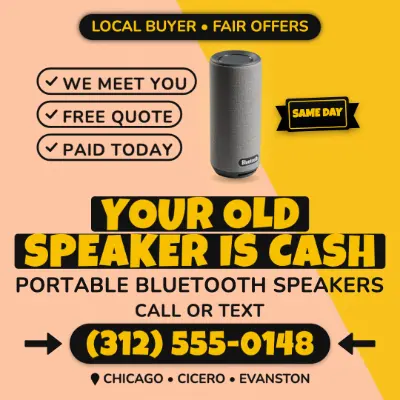 LOCAL BUYER • FAIR OFFERS
WE MEET YOU
FREE QUOTE
PAID TODAY
Bluetooth
SAME DAY
YOUR OLD
SPEAKER IS CASH
PORTABLE BLUETOOTH SPEAKERS
CALL OR TEXT
(312) 555-0148
CHICAGO • CICERO • EVANSTON